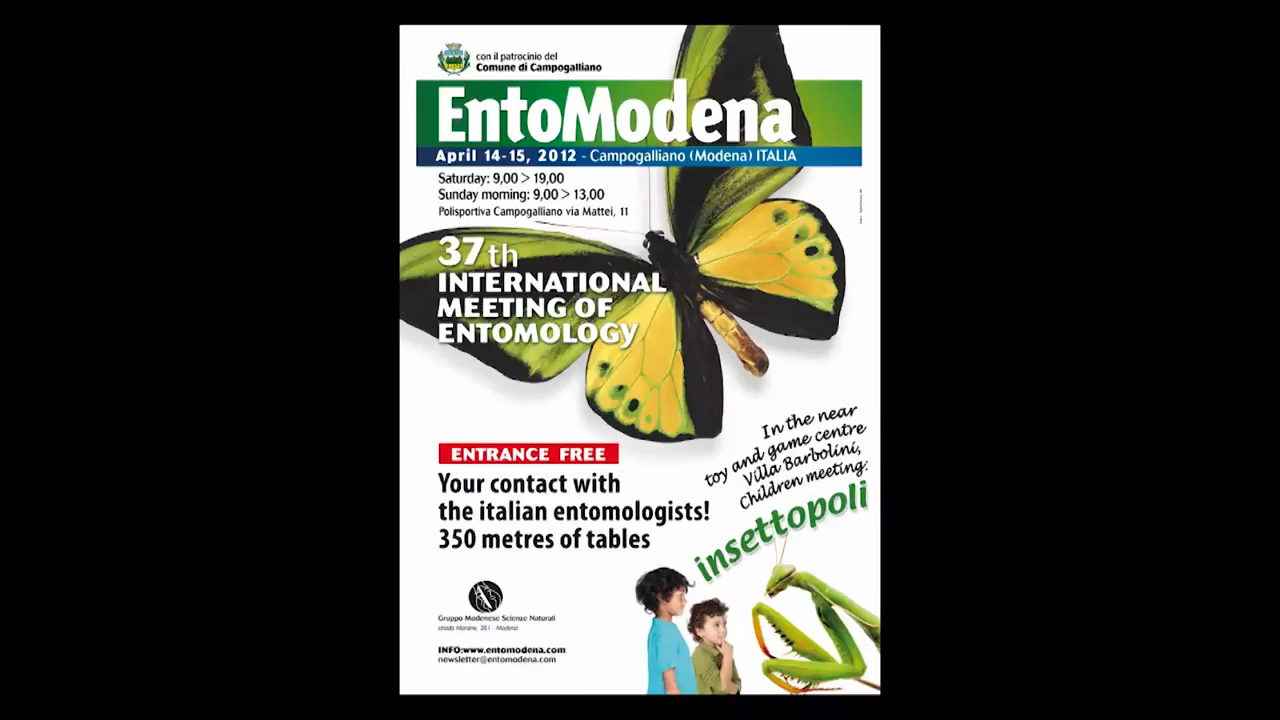 con il patrocinio del
Comune di Campogalliano
EntoModena
April 14-15, 2012 - Campogalliano (Modena) ITALIA
Saturday: 9,00 > 19,00
Sunday morning: 9,00 > 13,00
Polisportiva Campogalliano via Mattei, 11
37th
INTERNATIONAL
MEETING OF
ENTOMOLOGY
In the near
toy and game centre
Villa Barbolini,
Children meeting:
insettopoli
ENTRANCE FREE
Your contact with
the italian entomologists!
350 metres of tables
Gruppo Modenese Scienze Naturali
strada Morane, 361 - Modena
INFO:www.entomodena.com
newsletter@entomodena.com